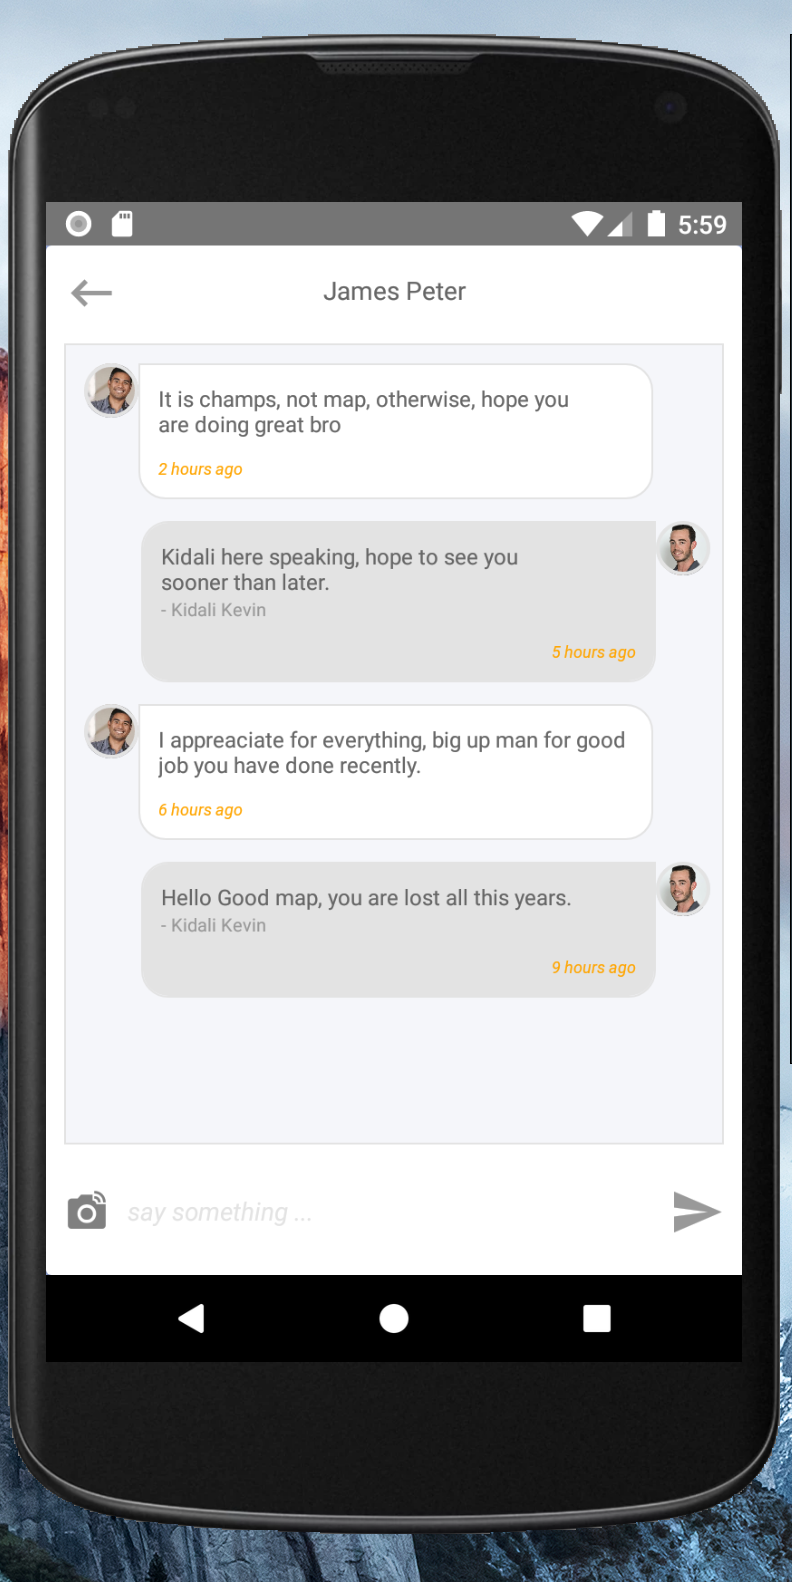 5:59
James Peter
It is champs, not map, otherwise, hope you
are doing great bro
2 hours ago
Kidali here speaking, hope to see you
sooner than later.
- Kidali Kevin
5 hours ago
I appreaciate for everything, big up man for good
job you have done recently.
6 hours ago
Hello Good map, you are lost all this years.
- Kidali Kevin
9 hours ago
say something ...